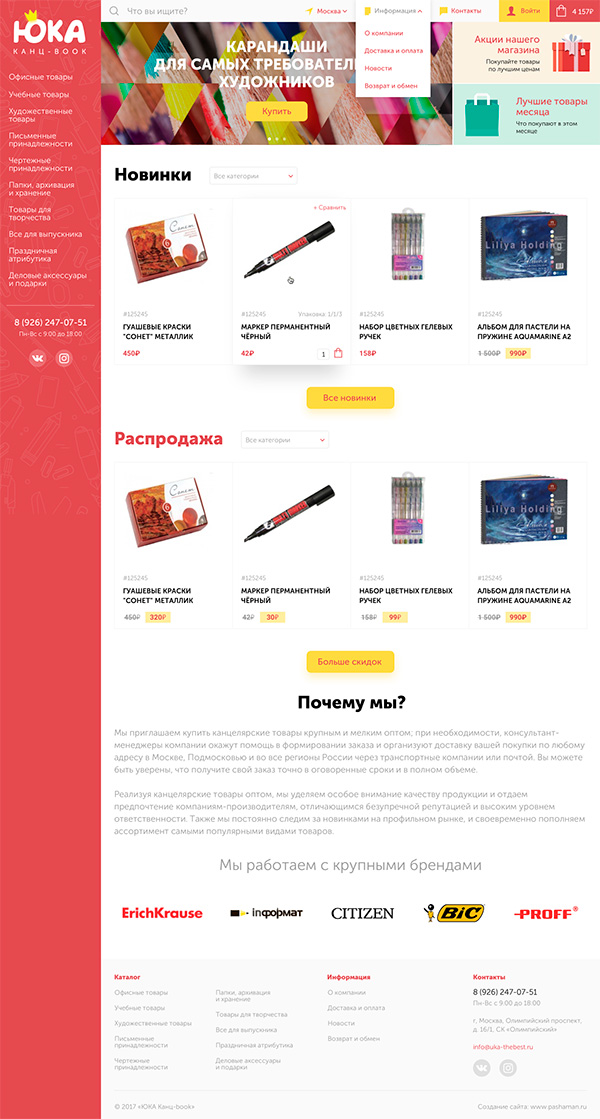 ЮКА
КАНЦ-BOOK
Офисные товары
Учебные товары
Художественные
товары
Письменные
принадлежности
Чертежные
принадлежности
Папки, архивация
и хранение
Товары для
творчества
Все для выпускника
Праздничная
атрибутика
Деловые аксессуары
и подарки
8 (926) 247-07-51
Пн-Вс с 9:00 до 18:00
Что вы ищите?
Москва
Информация
Контакты
Войти
4 157₽
О компании
Доставка и оплата
Новости
Возврат и обмен
КАРАНДАШИ
ДЛЯ САМЫХ ТРЕБОВАТЕЛЬ
ХУДОЖНИКОВ
Купить
Акции нашего
магазина
Покупайте товары
по лучшим ценам
Лучшие товары
месяца
Что покупают в этом
месяце
Новинки
Все категории
+ Сравнить
#125245
ГУАШЕВЫЕ КРАСКИ
"СОНЕТ" МЕТАЛЛИК
450₽
#125245 Упаковка: 1/1/3
МАРКЕР ПЕРМАНЕНТНЫЙ
ЧЁРНЫЙ
42₽ 1
#125245
НАБОР ЦВЕТНЫХ ГЕЛЕВЫХ
РУЧЕК
158₽
Liliya Holding
#125245
АЛЬБОМ ДЛЯ ПАСТЕЛИ НА
ПРУЖИНЕ AQUAMARINE А2
1 500₽ 990₽
Все новинки
Распродажа
Все категории
#125245
ГУАШЕВЫЕ КРАСКИ
"СОНЕТ" МЕТАЛЛИК
450₽ 320₽
#125245
МАРКЕР ПЕРМАНЕНТНЫЙ
ЧЁРНЫЙ
42₽ 30₽
#125245
НАБОР ЦВЕТНЫХ ГЕЛЕВЫХ
РУЧЕК
158₽ 99₽
Liliya Holding
#125245
АЛЬБОМ ДЛЯ ПАСТЕЛИ НА
ПРУЖИНЕ AQUAMARINE А2
1 500₽ 990₽
Больше скидок
Почему мы?
Мы приглашаем купить канцелярские товары крупным и мелким оптом; при необходимости, консультант-
менеджеры компании окажут помощь в формировании заказа и организуют доставку вашей покупки по любому
адресу в Москве, Подмосковью и во все регионы России через транспортные компании или почтой. Вы можете
быть уверены, что получите свой заказ точно в оговоренные сроки и в полном объеме.
Реализуя канцелярские товары оптом, мы уделяем особое внимание качеству продукции и отдаем
предпочтение компаниям-производителям, отличающимся безупречной репутацией и высоким уровнем
ответственности. Также мы постоянно следим за новинками на профильном рынке, и своевременно пополняем
ассортимент самыми популярными видами товаров.
Мы работаем с крупными брендами
ErichKrause
inформат
CITIZEN
BIC
PROFF®
Каталог
Офисные товары
Учебные товары
Художественные товары
Письменные
принадлежности
Чертежные
принадлежности
Папки, архивация
и хранение
Товары для творчества
Все для выпускника
Праздничная атрибутика
Деловые аксессуары
и подарки
Информация
О компании
Доставка и оплата
Новости
Возврат и обмен
Контакты
8 (926) 247-07-51
Пн-Вс с 9:00 до 18:00
г. Москва, Олимпийский проспект,
д. 16/1, СК «Олимпийский»
info@uka-thebest.ru
© 2017 «ЮКА Канц-book»
Создание сайта: www.pashaman.ru